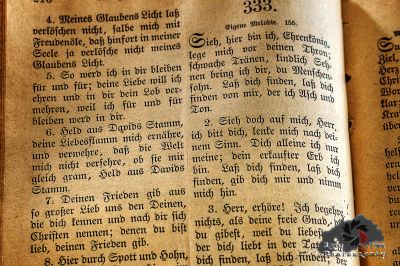 216
4. Meines Glaubens Licht laß
verlöschen nicht, salbe mich mit
Freudenöle, daß hinfort in meiner
Seele ja verlösche nicht meines
Glaubens Licht.
5. So werd ich in dir bleiben
für und für; deine Liebe will ich
ehren und in dir dein Lob ver-
mehren, weil ich für und für
bleiben werd in dir.
6. Held aus Davids Stamm,
deine Liebesflamm mich ernähre,
und verwehre, daß die Welt
mich nicht versehre, ob sie mir
gleich gram, Held aus Davids
Stamm.
7. Deinen Frieden gib aus
so großer Lieb uns den Deinen,
die dich kennen und nach dir sich
Christen nennen; denen du bist
lieb, deinen Frieden gib.
8. Hier durch Spott und Hohn,
333.
Eigene Melodie. 156.
Sieh, hier bin ich, Ehrenkönig,
lege mich vor deinen Thron;
schwache Tränen, kindlich Seh-
nen bring ich dir, du Menschen-
sohn. Laß dich finden, laß dich
finden von mir, der ich Asch und
Ton.
2. Sieh doch auf mich, Herr,
ich bitt dich, lenke mich nach dei-
nem Sinn. Dich alleine ich nur
meine; dein erkaufter Erb ich
bin. Laß dich finden, laß dich
finden, gib dich mir und nimm
mich hin.
3. Herr, erhöre! Ich begehre
nichts, als deine freie Gnad,
du gibest, weil du liebest
der dich liebt in der
dich finden, laß dich finden; der